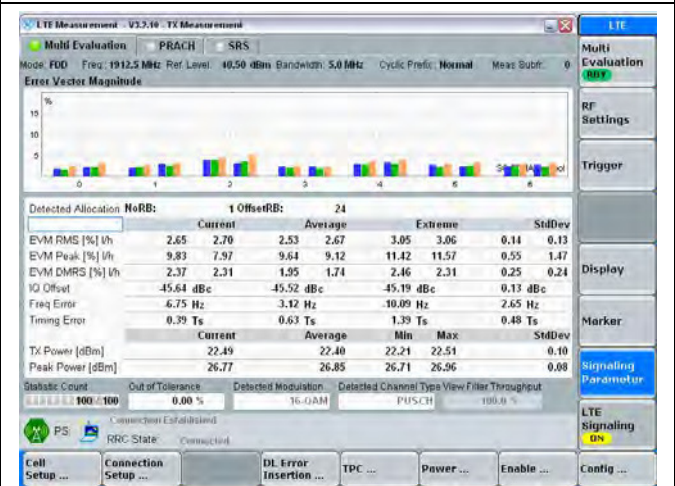 LTE Measurement - V3.2.10 - TX Measurement
LTE
Multi Evaluation PRACH SRS
Mode: FDD Freq.: 1912.5 MHz Ref. Level: 40.50 dBm Bandwidth: 5.0 MHz Cyclic Prefix: Normal Meas Subfr.: 0
Error Vector Magnitude
%
15
10
5
0 1 2 3 4 5 6
Detected Allocation NoRB: 1 OffsetRB: 24
Current Average Extreme StdDev
EVM RMS [%] l/h 2.65 2.70 2.53 2.67 3.05 3.06 0.14 0.13
EVM Peak [%] l/h 9.83 7.97 9.64 9.12 11.42 11.57 0.55 1.47
EVM DMRS [%] l/h 2.37 2.31 1.95 1.74 2.46 2.31 0.25 0.24
IQ Offset -45.64 dBc -45.52 dBc -45.19 dBc 0.13 dBc
Freq Error -6.75 Hz -3.12 Hz -10.09 Hz 2.65 Hz
Timing Error 0.39 Ts 0.63 Ts 1.39 Ts 0.48 Ts
Current Average Min Max StdDev
TX Power [dBm] 22.49 22.40 22.21 22.51 0.10
Peak Power [dBm] 26.77 26.85 26.71 26.96 0.08
Statistic Count Out of Tolerance Detected Modulation Detected Channel Type View Filter Throughput
100 / 100 0.00 % 16-QAM PUSCH 100.0 %
PS: Connection Established
RRC State: Connected
Multi Evaluation
RDY
RF Settings
Trigger
Display
Marker
Signaling Parameter
LTE Signaling
ON
Cell Setup ... Connection Setup ... DL Error Insertion ... TPC ... Power ... Enable ... Config ...